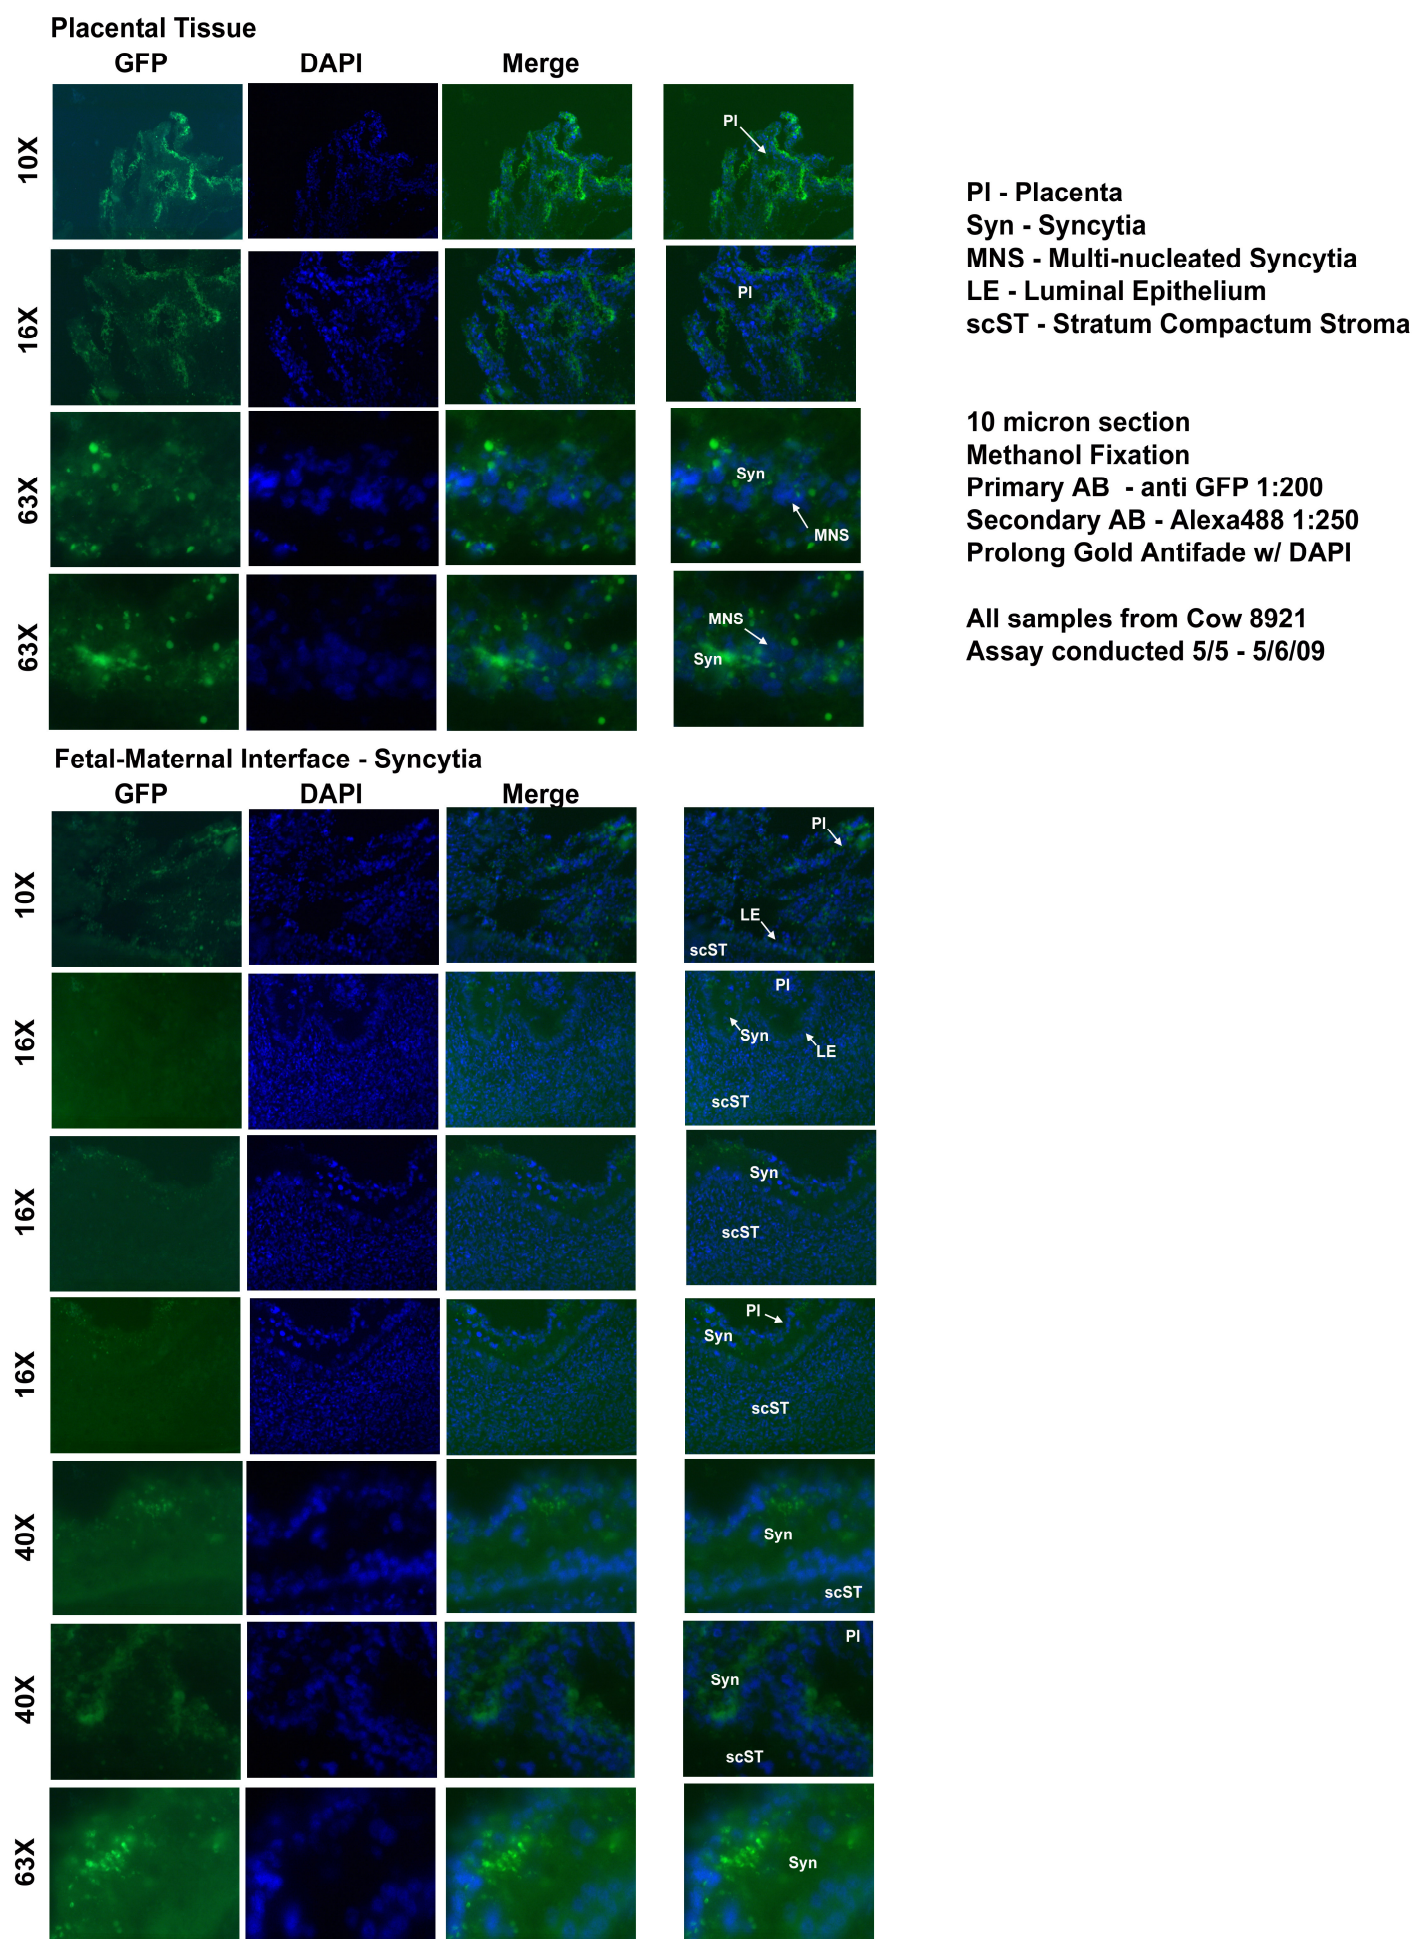 Placental Tissue
GFP DAPI Merge
10X
Pl
16X
Pl
63X
Syn
MNS
63X
MNS
Syn
Pl - Placenta
Syn - Syncytia
MNS - Multi-nucleated Syncytia
LE - Luminal Epithelium
scST - Stratum Compactum Stroma
10 micron section
Methanol Fixation
Primary AB - anti GFP 1:200
Secondary AB - Alexa488 1:250
Prolong Gold Antifade w/ DAPI
All samples from Cow 8921
Assay conducted 5/5 - 5/6/09
Fetal-Maternal Interface - Syncytia
GFP DAPI Merge
10X
Pl
LE
scST
16X
Pl
Syn
LE
scST
16X
Syn
scST
16X
Pl
Syn
scST
40X
Syn
scST
40X
Pl
Syn
scST
63X
Syn